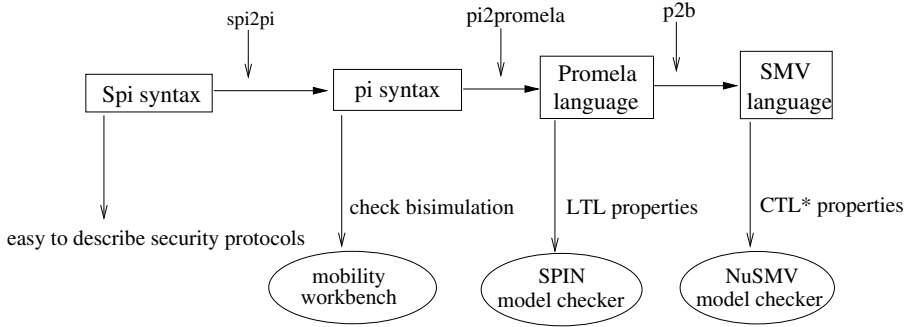 spi2pi
pi2promela
p2b
Spi syntax
pi syntax
Promela
language
SMV
language
easy to describe security protocols
check bisimulation
LTL properties
CTL* properties
mobility
workbench
SPIN
model checker
NuSMV
model checker